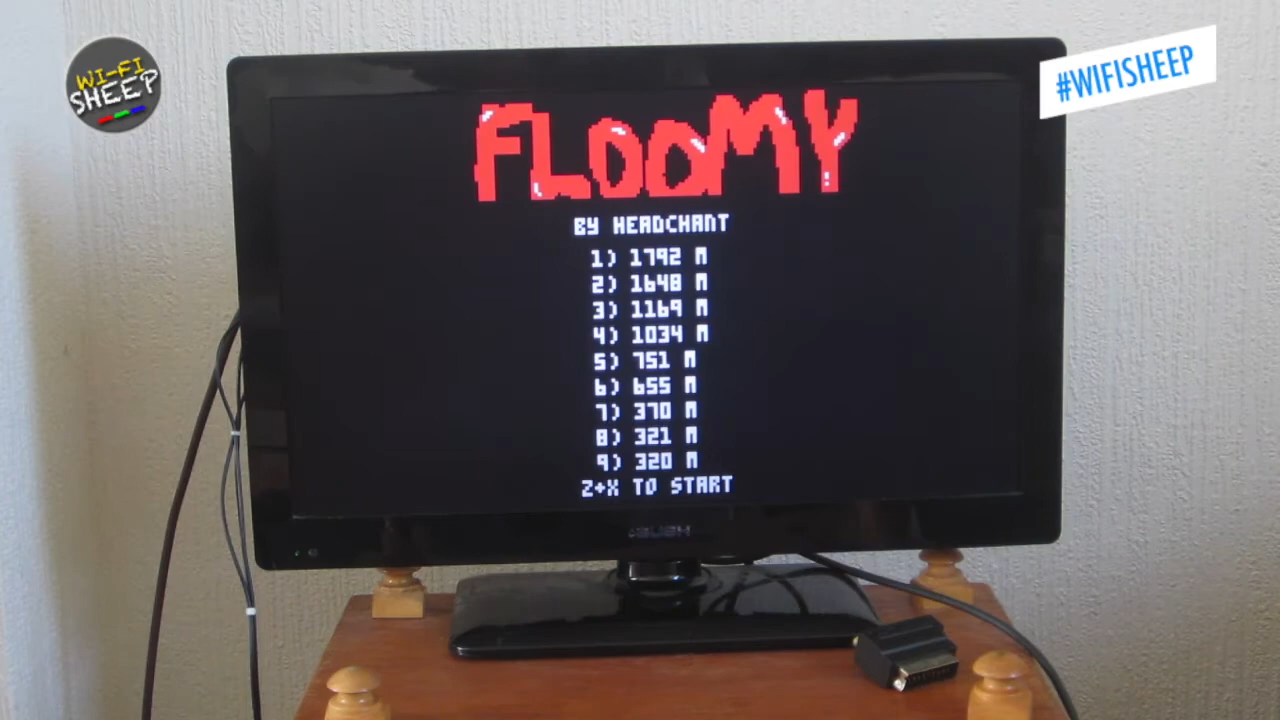 WI-FI
SHEEP
#WIFISHEEP
FLOOMY
BY HEADCHANT
1) 1792 M
2) 1648 M
3) 1169 M
4) 1034 M
5) 751 M
6) 655 M
7) 370 M
8) 321 M
9) 320 M
Z+X TO START
BUSH